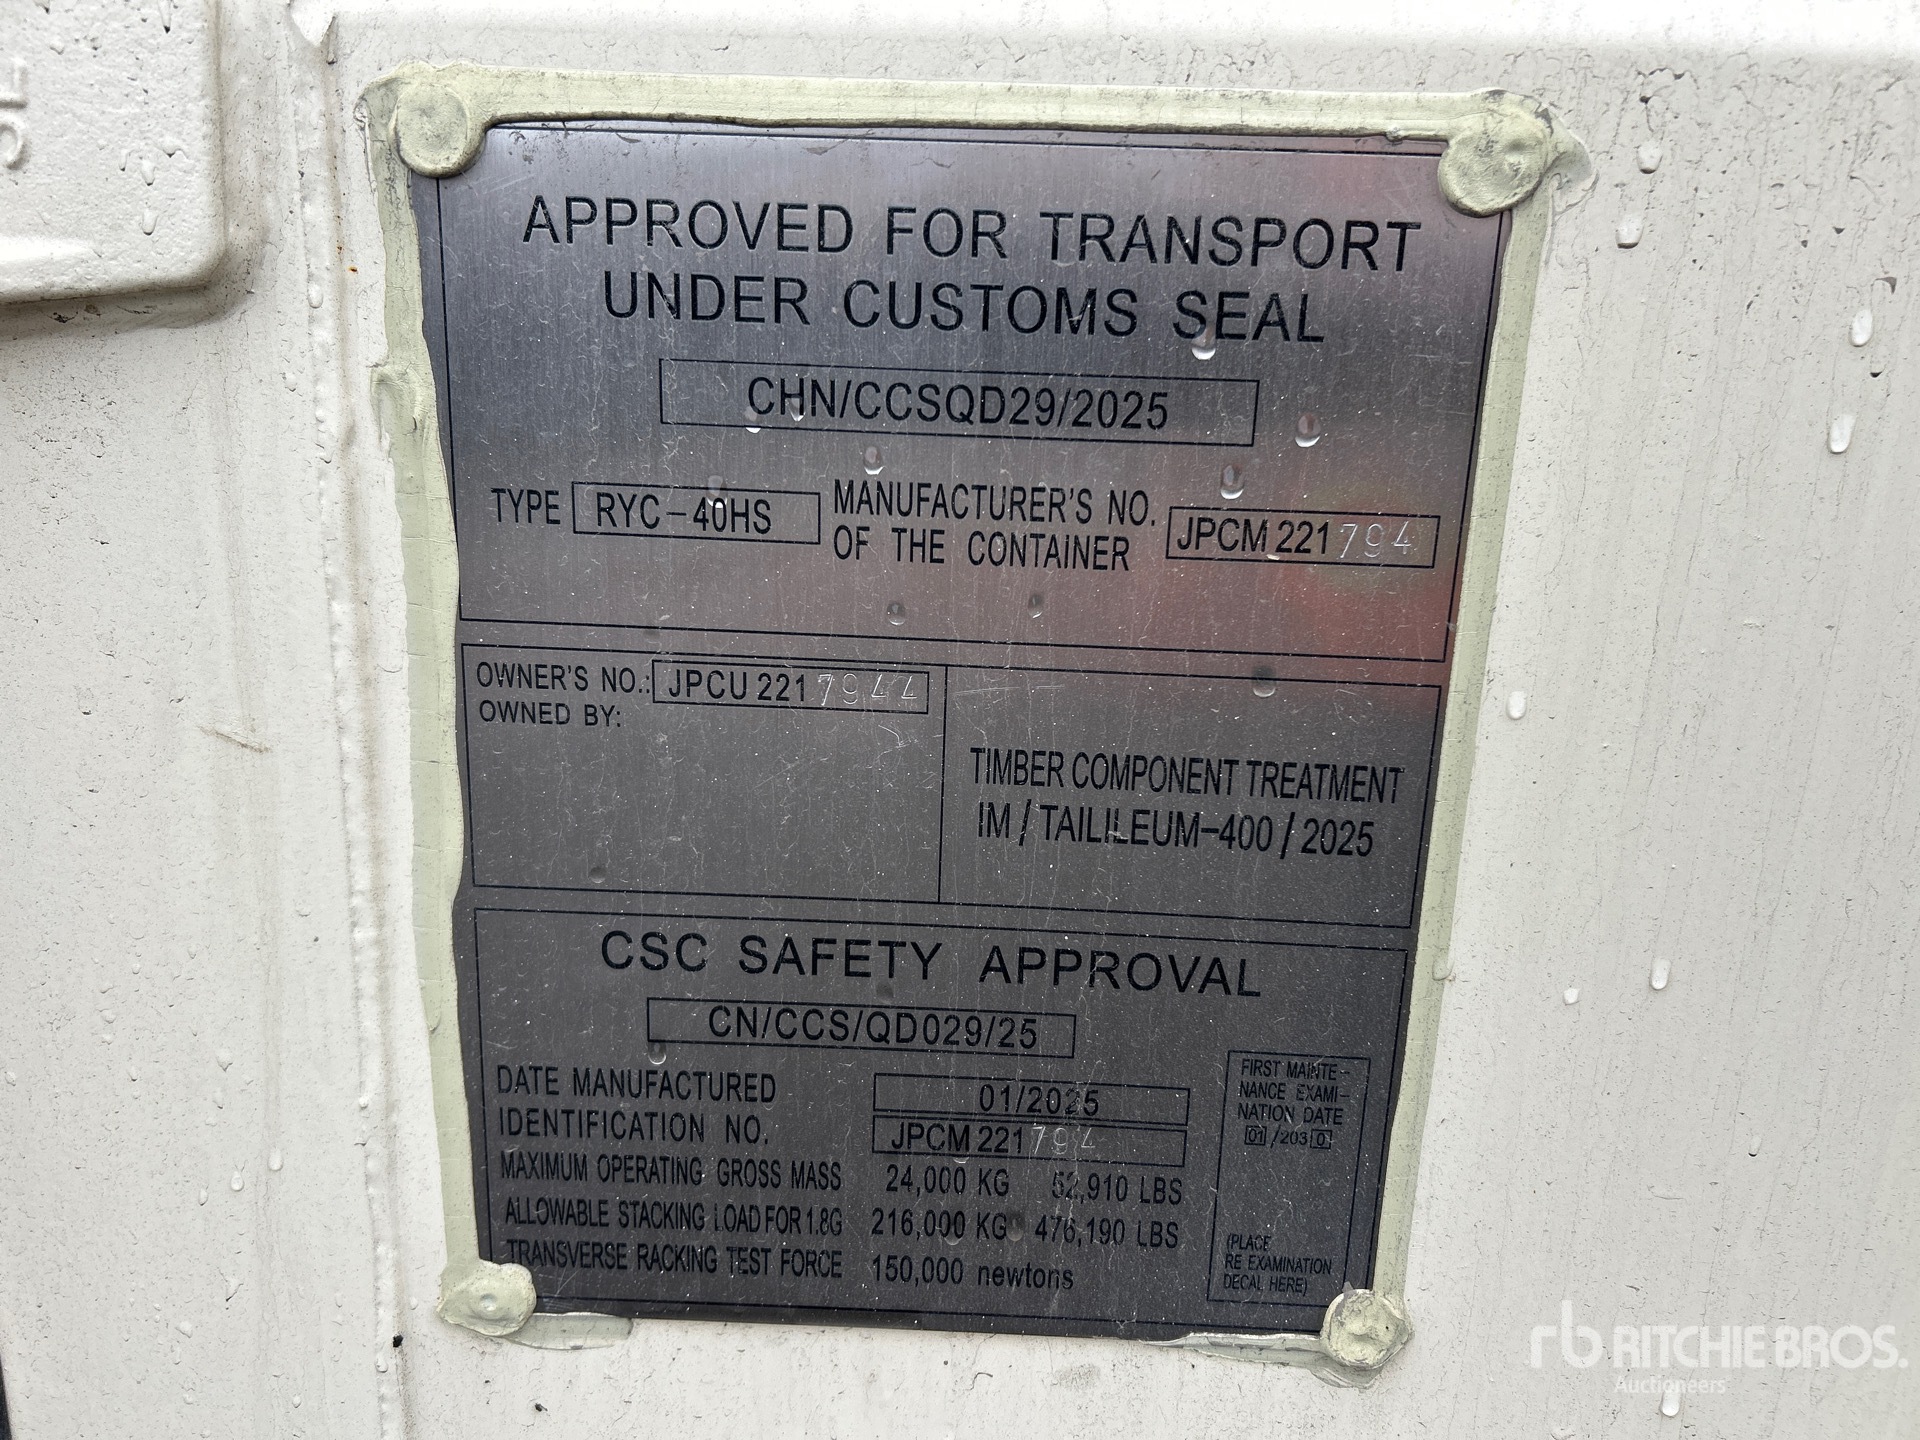 APPROVED FOR TRANSPORT
UNDER CUSTOMS SEAL
CHN/CCSQD29/2025
TYPE RYC-40HS
MANUFACTURER'S NO.
OF THE CONTAINER
JPCM 221794
OWNER'S NO.: JPCU 2217944
OWNED BY:
TIMBER COMPONENT TREATMENT
IM/TAILILEUM-400/2025
CSC SAFETY APPROVAL
CN/CCS/QD029/25
DATE MANUFACTURED 01/2025
IDENTIFICATION NO. JPCM 221794
MAXIMUM OPERATING GROSS MASS 24,000 KG 52,910 LBS
ALLOWABLE STACKING LOAD FOR 1.8G 216,000 KG 476,190 LBS
TRANSVERSE RACKING TEST FORCE 150,000 newtons
FIRST MAINTE-
NANCE EXAMI-
NATION DATE
01/2030
(PLACE
RE EXAMINATION
DECAL HERE)
rb RITCHIE BROS.
Auctioneers